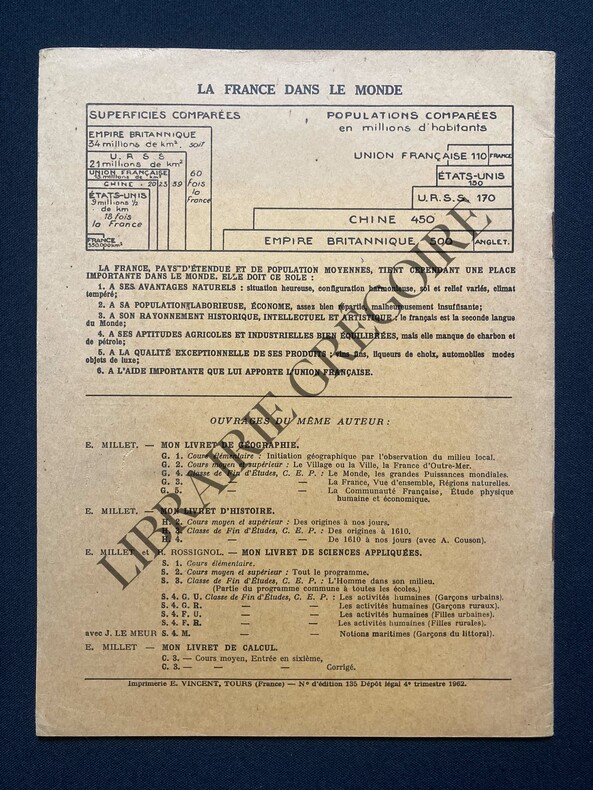 LA FRANCE DANS LE MONDE
SUPERFICIES COMPARÉES
EMPIRE BRITANNIQUE
34 millions de km². soit
U.R.S.S
21 millions de km²
UNION FRANÇAISE
13 millions de km²
CHINE + 20 23 39
60
fois
la
France
ÉTATS-UNIS
9 millions ½
de km
18 fois
la France
FRANCE
550.000 km²
POPULATIONS COMPARÉES
en millions d'habitants
UNION FRANÇAISE 110 FRANCE
ÉTATS-UNIS
150
U.R.S.S. 170
CHINE 450
EMPIRE BRITANNIQUE 500 ANGLET.
LA FRANCE, PAYS D'ÉTENDUE ET DE POPULATION MOYENNES, TIENT CEPENDANT UNE PLACE
IMPORTANTE DANS LE MONDE. ELLE DOIT CE ROLE :
1. A SES AVANTAGES NATURELS : situation heureuse, configuration harmonieuse, sol et relief variés, climat
tempéré;
2. A SA POPULATION LABORIEUSE, ÉCONOME, assez bien répartie, malheureusement insuffisante;
3. A SON RAYONNEMENT HISTORIQUE, INTELLECTUEL ET ARTISTIQUE : le français est la seconde langue
du Monde;
4. A SES APTITUDES AGRICOLES ET INDUSTRIELLES BIEN ÉQUILIBRÉES, mais elle manque de charbon et
de pétrole;
5. A LA QUALITÉ EXCEPTIONNELLE DE SES PRODUITS : vins fins, liqueurs de choix, automobiles modes
objets de luxe;
6. A L'AIDE IMPORTANTE QUE LUI APPORTE L'UNION FRANÇAISE.
OUVRAGES DU MÊME AUTEUR :
E. MILLET. — MON LIVRET DE GÉOGRAPHIE.
G. 1. Cours élémentaire : Initiation géographique par l'observation du milieu local.
G. 2. Cours moyen et supérieur : Le Village ou la Ville, la France d'Outre-Mer.
G. 4. Classe de Fin d'Études, C. E. P. : Le Monde, les grandes Puissances mondiales.
G. 3. — — La France, Vue d'ensemble, Régions naturelles.
G. 5. — — La Communauté Française, Étude physique
humaine et économique.
E. MILLET. — MON LIVRET D'HISTOIRE.
H. 2. Cours moyen et supérieur : Des origines à nos jours.
H. 3. Classe de Fin d'Études, C. E. P. : Des origines à 1610.
H. 4. — — De 1610 à nos jours (avec A. Couson).
E. MILLET et R. ROSSIGNOL. — MON LIVRET DE SCIENCES APPLIQUÉES.
S. 1. Cours élémentaire.
S. 2. Cours moyen et supérieur : Tout le programme.
S. 3. Classe de Fin d'Études, C. E. P. : L'Homme dans son milieu.
(Partie du programme commune à toutes les écoles.)
S. 4. G. U. Classe de Fin d'Études, C. E. P. : Les activités humaines (Garçons urbains).
S. 4. G. R. — — Les activités humaines (Garçons ruraux).
S. 4. F. U. — — Les activités humaines (Filles urbaines).
S. 4. F. R. — — Les activités humaines (Filles rurales).
avec J. LE MEUR S. 4. M. — — Notions maritimes (Garçons du littoral).
E. MILLET — MON LIVRET DE CALCUL.
C. 3. — Cours moyen, Entrée en sixième,
C. 3. — — — Corrigé.
Imprimerie E. VINCENT, TOURS (France) — N° d'édition 135 Dépôt légal 4e trimestre 1962.
LIBRAIRIE GRÉGOIRE